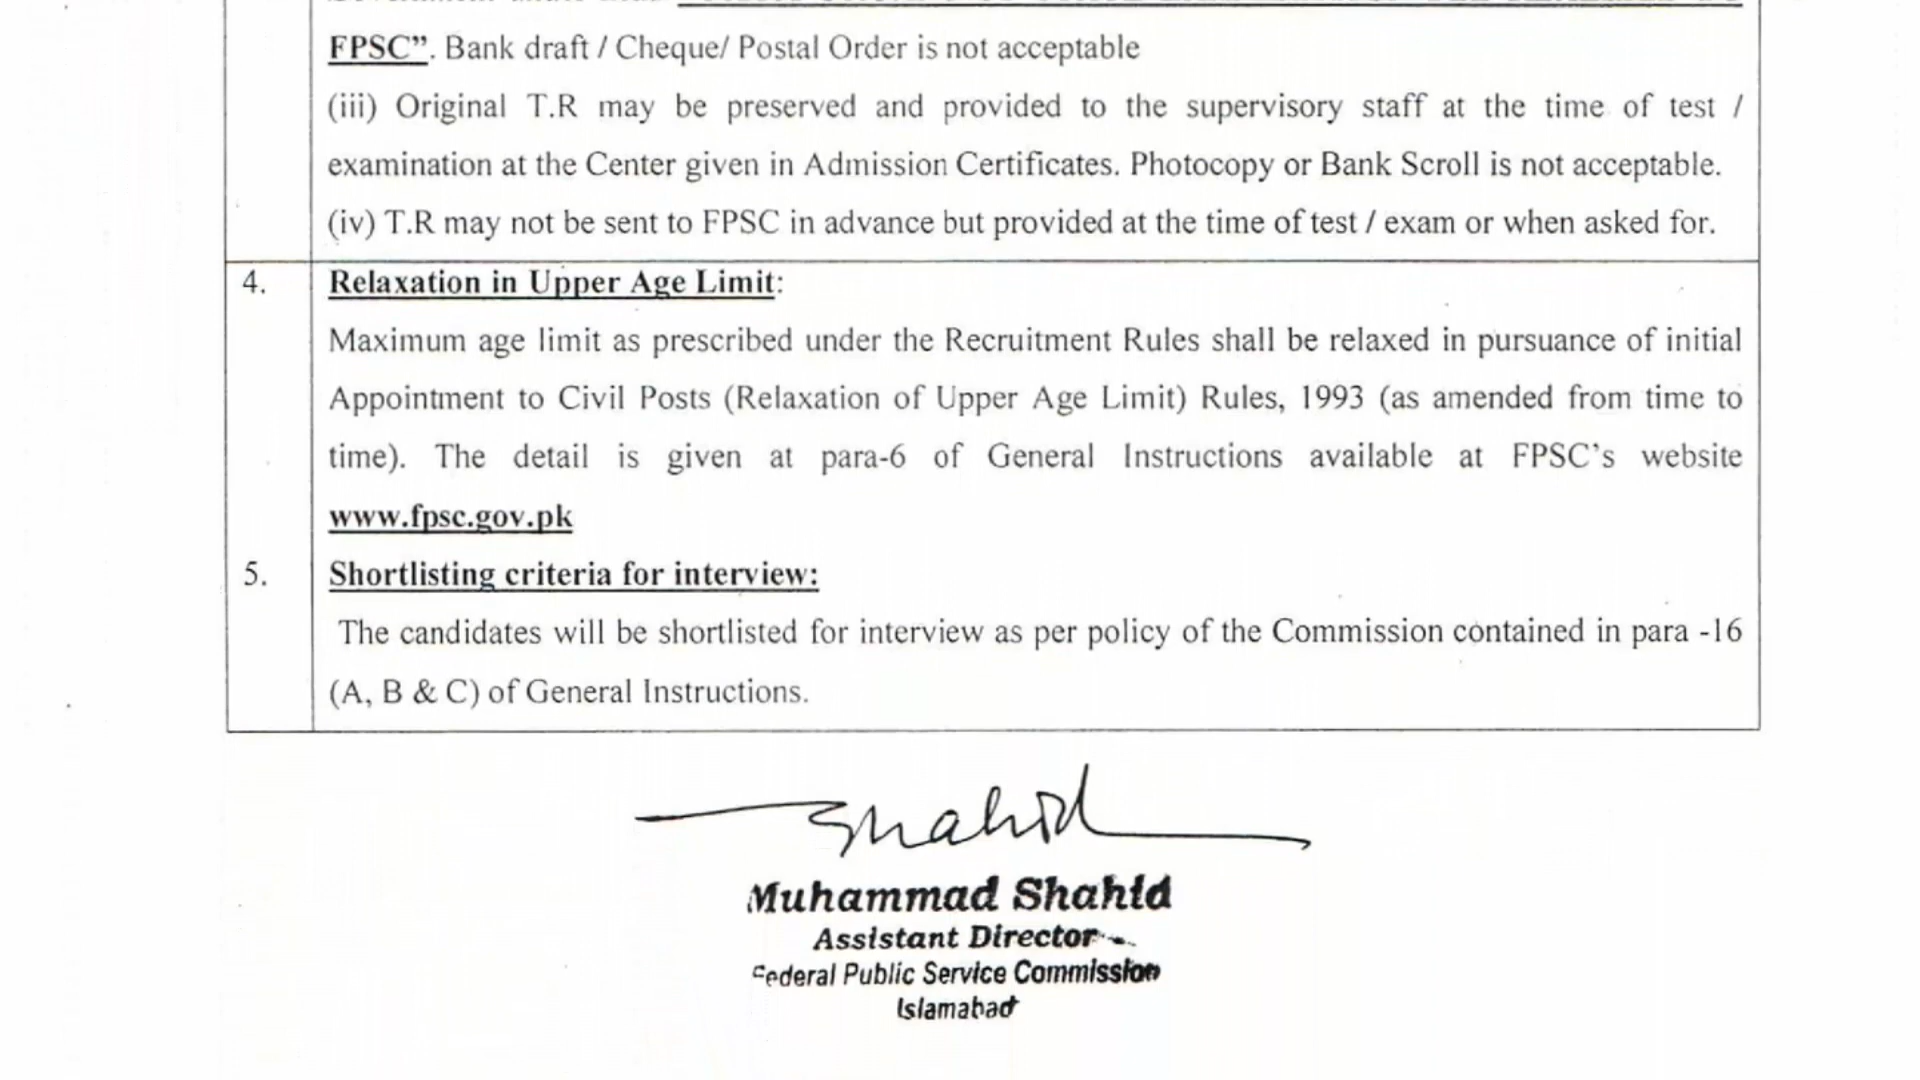 FPSC”. Bank draft / Cheque/ Postal Order is not acceptable
(iii) Original T.R may be preserved and provided to the supervisory staff at the time of test /
examination at the Center given in Admission Certificates. Photocopy or Bank Scroll is not acceptable.
(iv) T.R may not be sent to FPSC in advance but provided at the time of test / exam or when asked for.
4. Relaxation in Upper Age Limit:
Maximum age limit as prescribed under the Recruitment Rules shall be relaxed in pursuance of initial
Appointment to Civil Posts (Relaxation of Upper Age Limit) Rules, 1993 (as amended from time to
time). The detail is given at para-6 of General Instructions available at FPSC’s website
www.fpsc.gov.pk
5. Shortlisting criteria for interview:
The candidates will be shortlisted for interview as per policy of the Commission contained in para -16
(A, B & C) of General Instructions.
Shahid
Muhammad Shahid
Assistant Director
Federal Public Service Commission
Islamabad